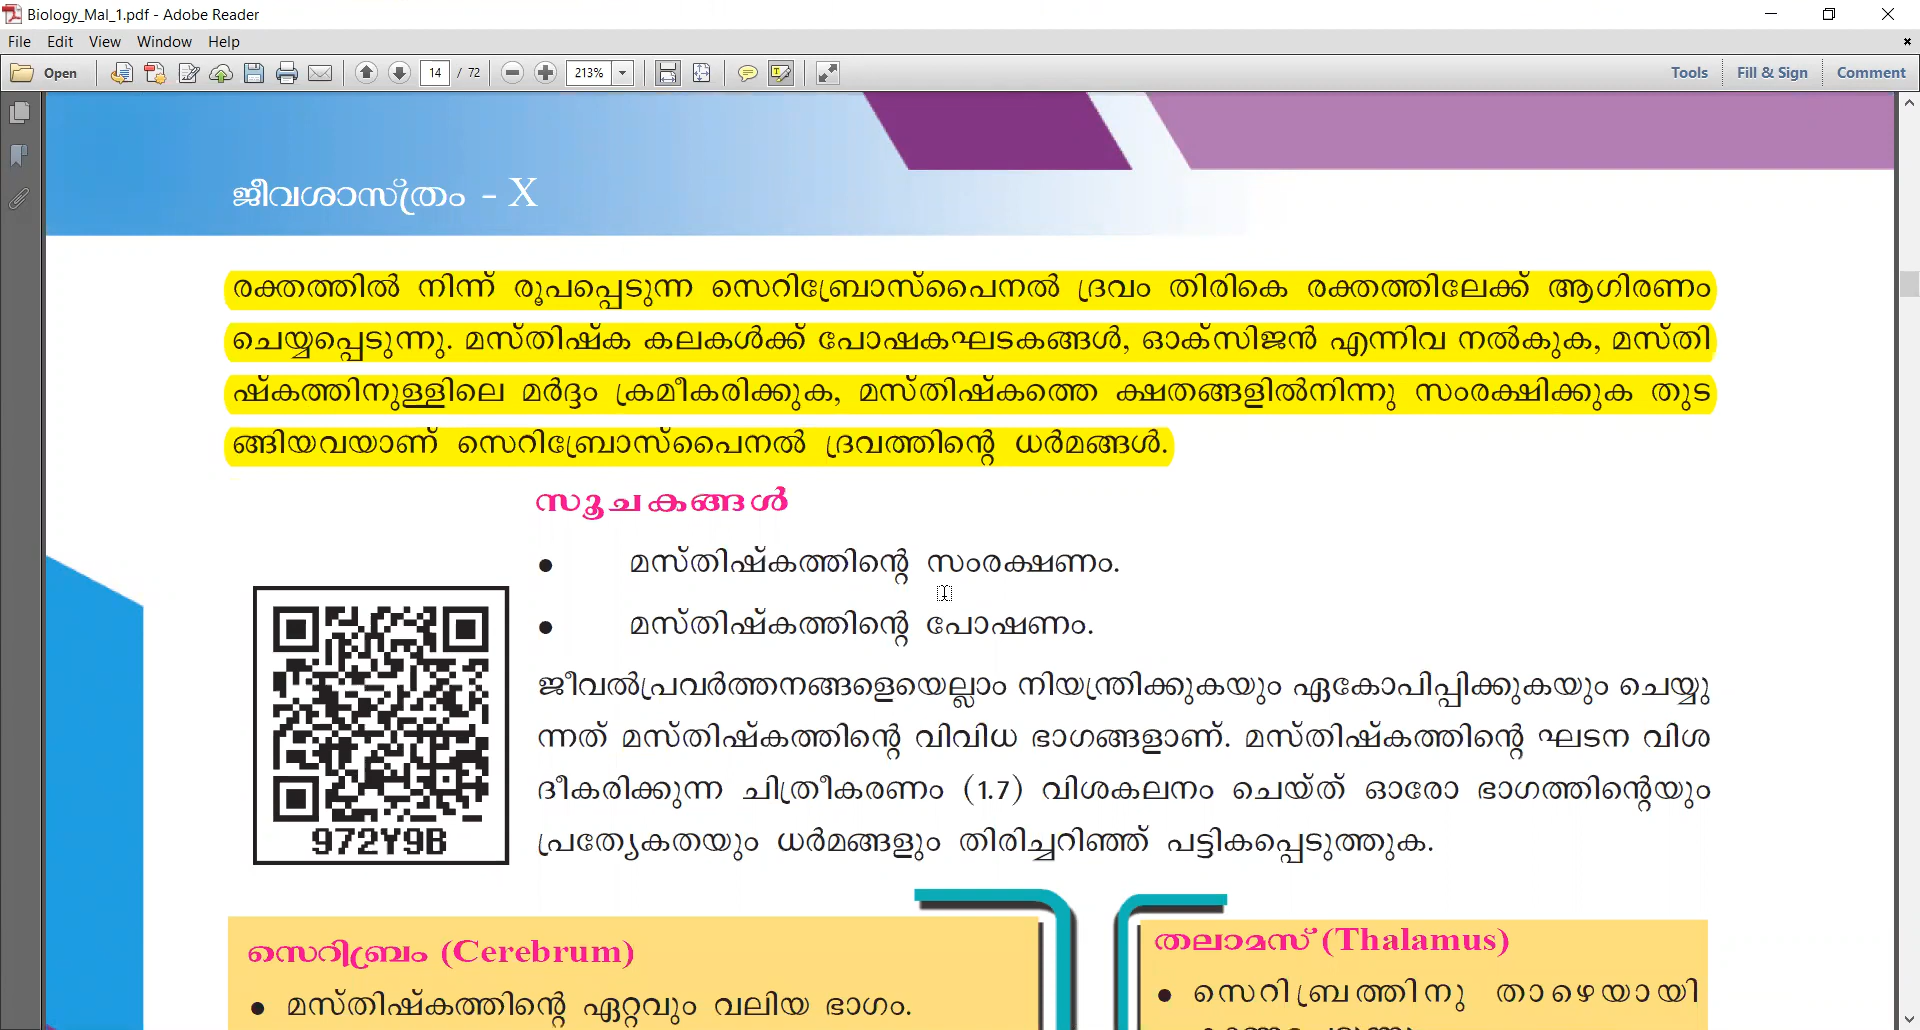 Biology_Mal_1.pdf - Adobe Reader
File Edit View Window Help
Open 14 / 72 213% Tools Fill & Sign Comment
ജീവശാസ്ത്രം - X
രക്തത്തിൽ നിന്ന് രൂപപ്പെടുന്ന സെറിബ്രോസ്പൈനൽ ദ്രവം തിരികെ രക്തത്തിലേക്ക് ആഗിരണം
ചെയ്യപ്പെടുന്നു. മസ്തിഷ്ക കലകൾക്ക് പോഷകഘടകങ്ങൾ, ഓക്സിജൻ എന്നിവ നൽകുക, മസ്തി
ഷ്കത്തിനുള്ളിലെ മർദ്ദം ക്രമീകരിക്കുക, മസ്തിഷ്കത്തെ ക്ഷതങ്ങളിൽനിന്നു സംരക്ഷിക്കുക തുട
ങ്ങിയവയാണ് സെറിബ്രോസ്പൈനൽ ദ്രവത്തിന്റെ ധർമങ്ങൾ.
സൂചകങ്ങൾ
● മസ്തിഷ്കത്തിന്റെ സംരക്ഷണം.
● മസ്തിഷ്കത്തിന്റെ പോഷണം.
ജീവൽപ്രവർത്തനങ്ങളെയെല്ലാം നിയന്ത്രിക്കുകയും ഏകോപിപ്പിക്കുകയും ചെയ്യു
ന്നത് മസ്തിഷ്കത്തിന്റെ വിവിധ ഭാഗങ്ങളാണ്. മസ്തിഷ്കത്തിന്റെ ഘടന വിശ
ദീകരിക്കുന്ന ചിത്രീകരണം (1.7) വിശകലനം ചെയ്ത് ഓരോ ഭാഗത്തിന്റെയും
പ്രത്യേകതയും ധർമങ്ങളും തിരിച്ചറിഞ്ഞ് പട്ടികപ്പെടുത്തുക.
972Y9B
സെറിബ്രം (Cerebrum)
● മസ്തിഷ്കത്തിന്റെ ഏറ്റവും വലിയ ഭാഗം.
തലാമസ് (Thalamus)
● സെറിബ്രത്തിനു താഴെയായി